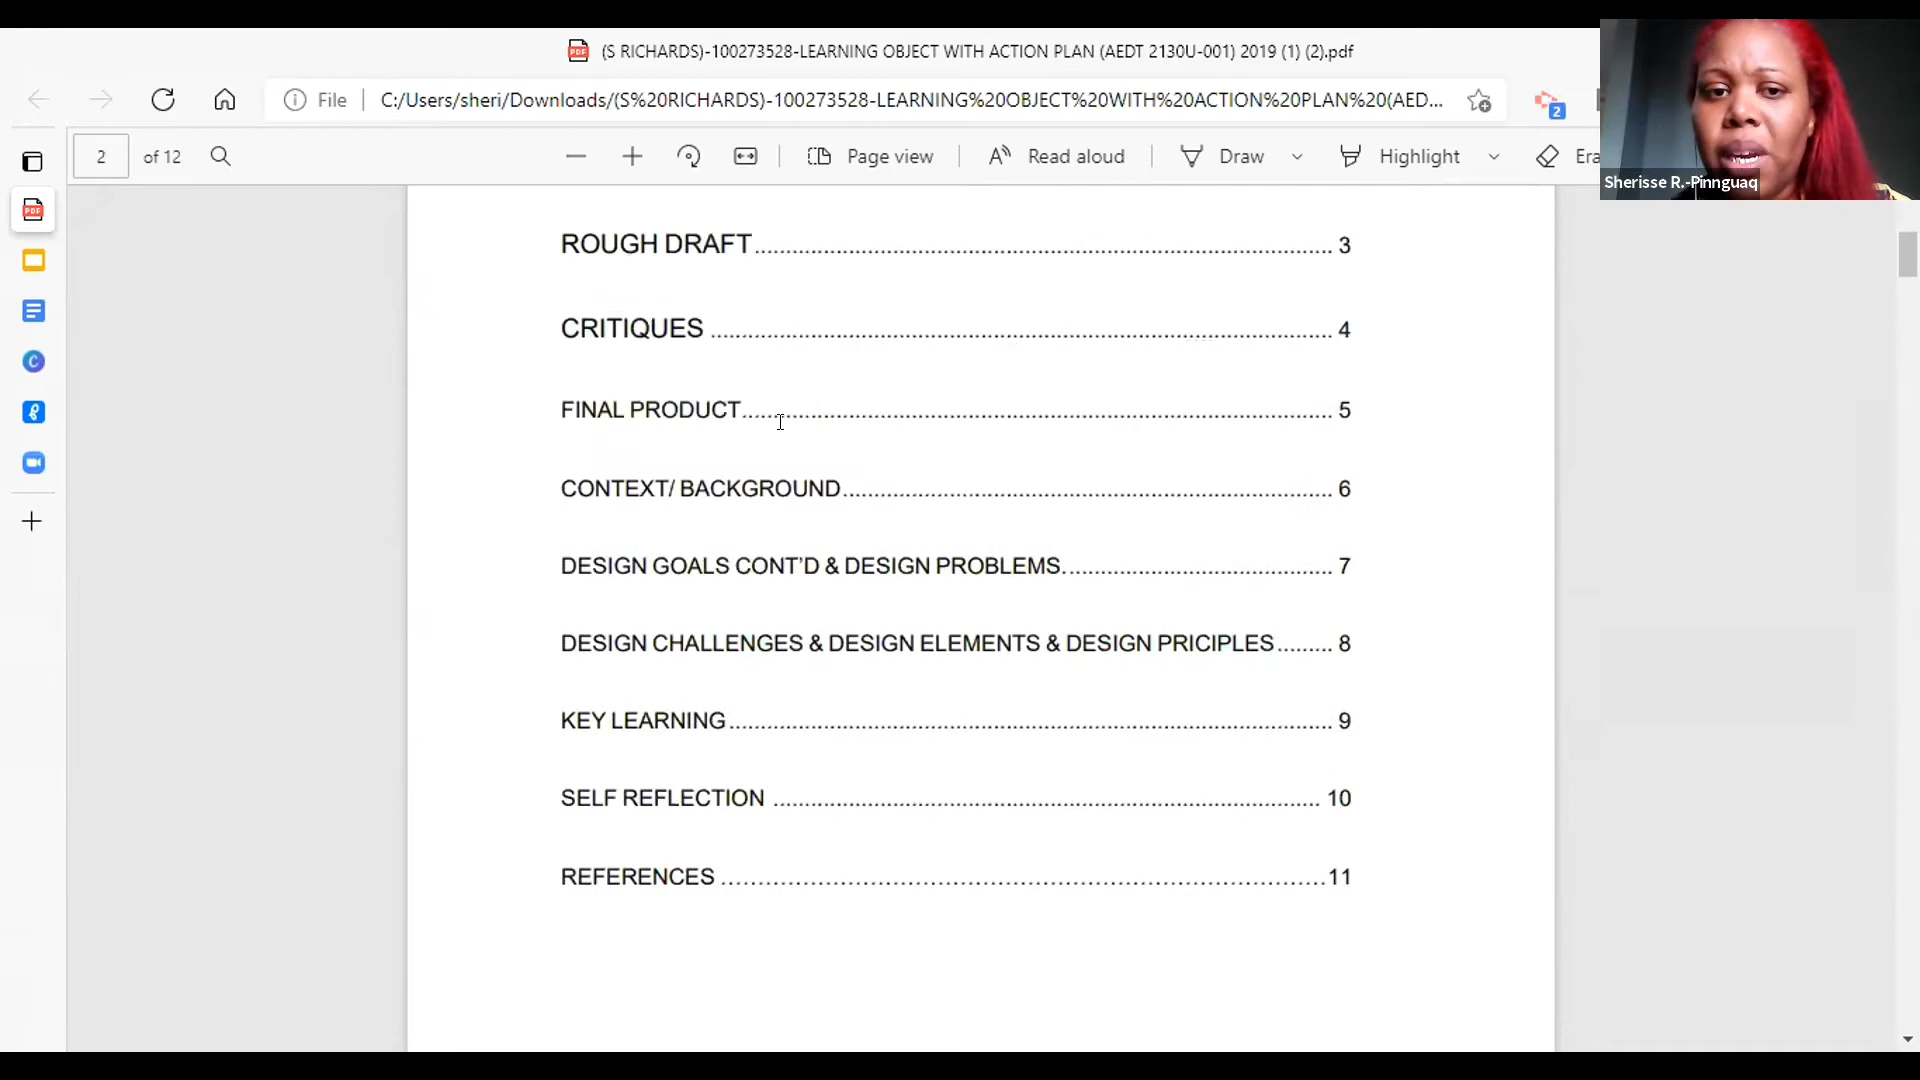 (S RICHARDS)-100273528-LEARNING OBJECT WITH ACTION PLAN (AEDT 2130U-001) 2019 (1) (2).pdf
File C:/Users/sheri/Downloads/(S%20RICHARDS)-100273528-LEARNING%20OBJECT%20WITH%20ACTION%20PLAN%20(AED... 2
2 of 12 Page view Read aloud Draw Highlight Era
Sherisse R.-Pinnguaq
ROUGH DRAFT........................................................................................... 3
CRITIQUES .................................................................................................. 4
FINAL PRODUCT............................................................................................. 5
CONTEXT/ BACKGROUND............................................................................. 6
DESIGN GOALS CONT'D & DESIGN PROBLEMS.......................................... 7
DESIGN CHALLENGES & DESIGN ELEMENTS & DESIGN PRICIPLES......... 8
KEY LEARNING............................................................................................... 9
SELF REFLECTION ...................................................................................... 10
REFERENCES ...................................................................11